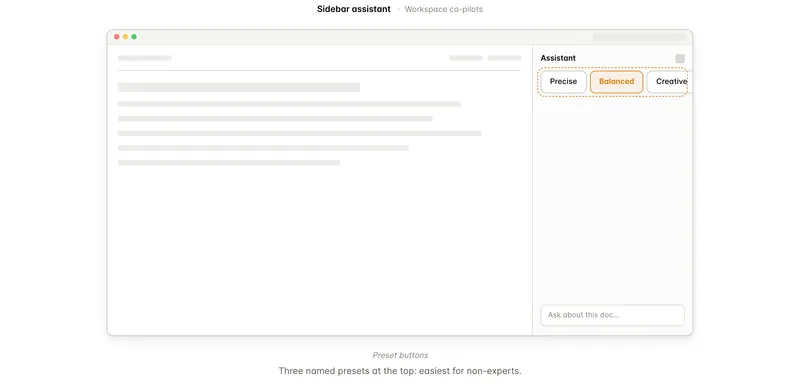 Sidebar assistant · Workspace co-pilots
Assistant
Precise Balanced Creative
Ask about this doc...
Preset buttons
Three named presets at the top: easiest for non-experts.